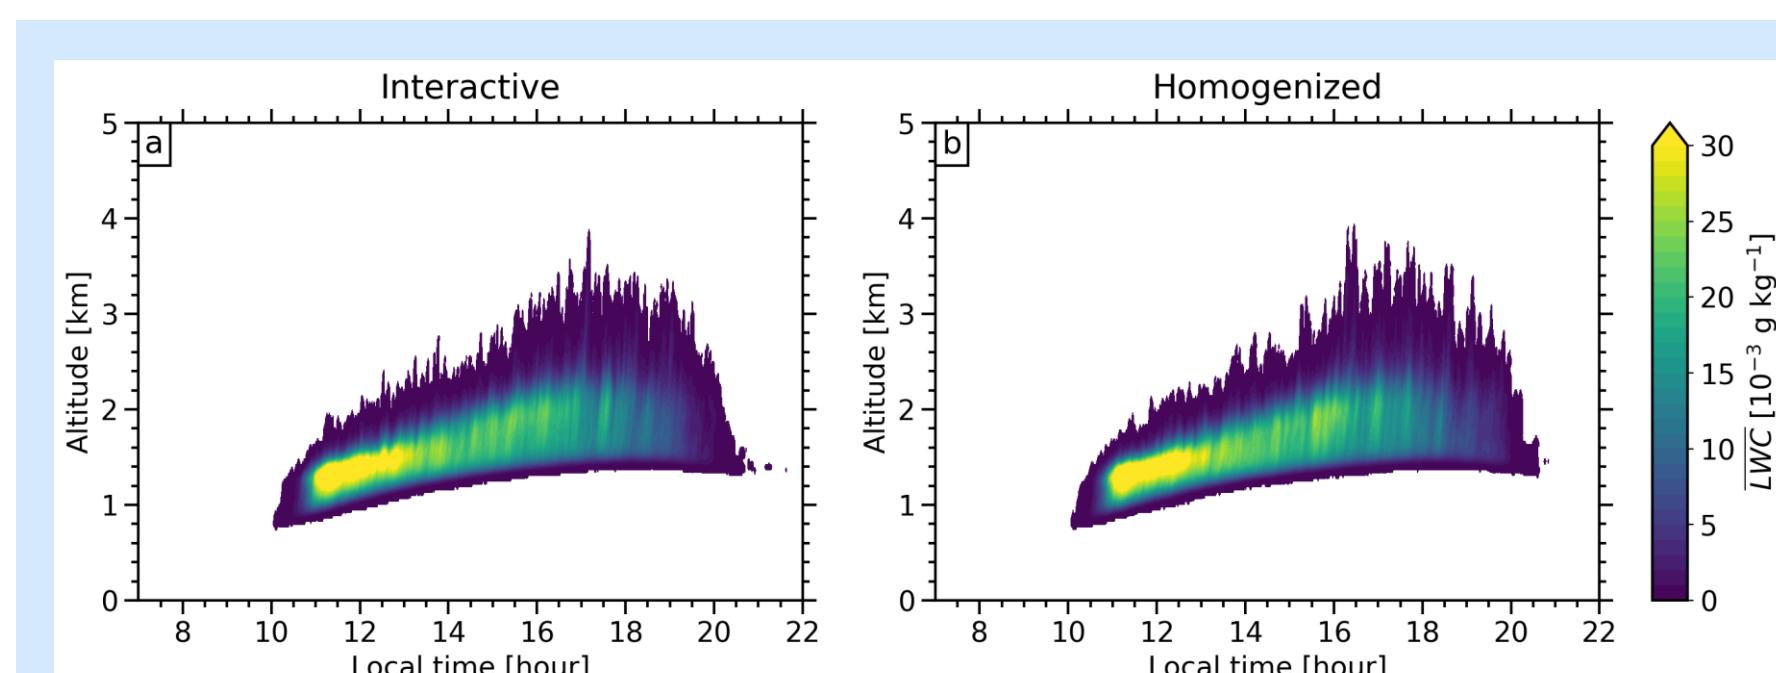 Interactive
Homogenized
a
b
5
4
3
2
1
0
Altitude [km]
8 10 12 14 16 18 20 22
Local time [hour]
5
4
3
2
1
0
Altitude [km]
8 10 12 14 16 18 20 22
Local time [hour]
30
25
20
15
10
5
0
LWC [10⁻³ g kg⁻¹]